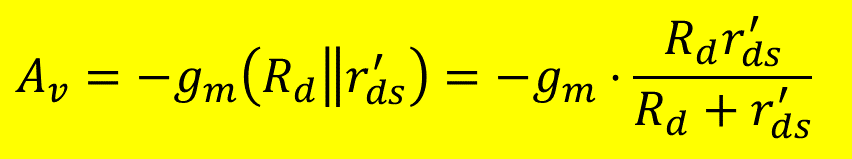 A_v = −g_m(R_d‖r′_ds) = −g_m · (R_d r′_ds)/(R_d + r′_ds)